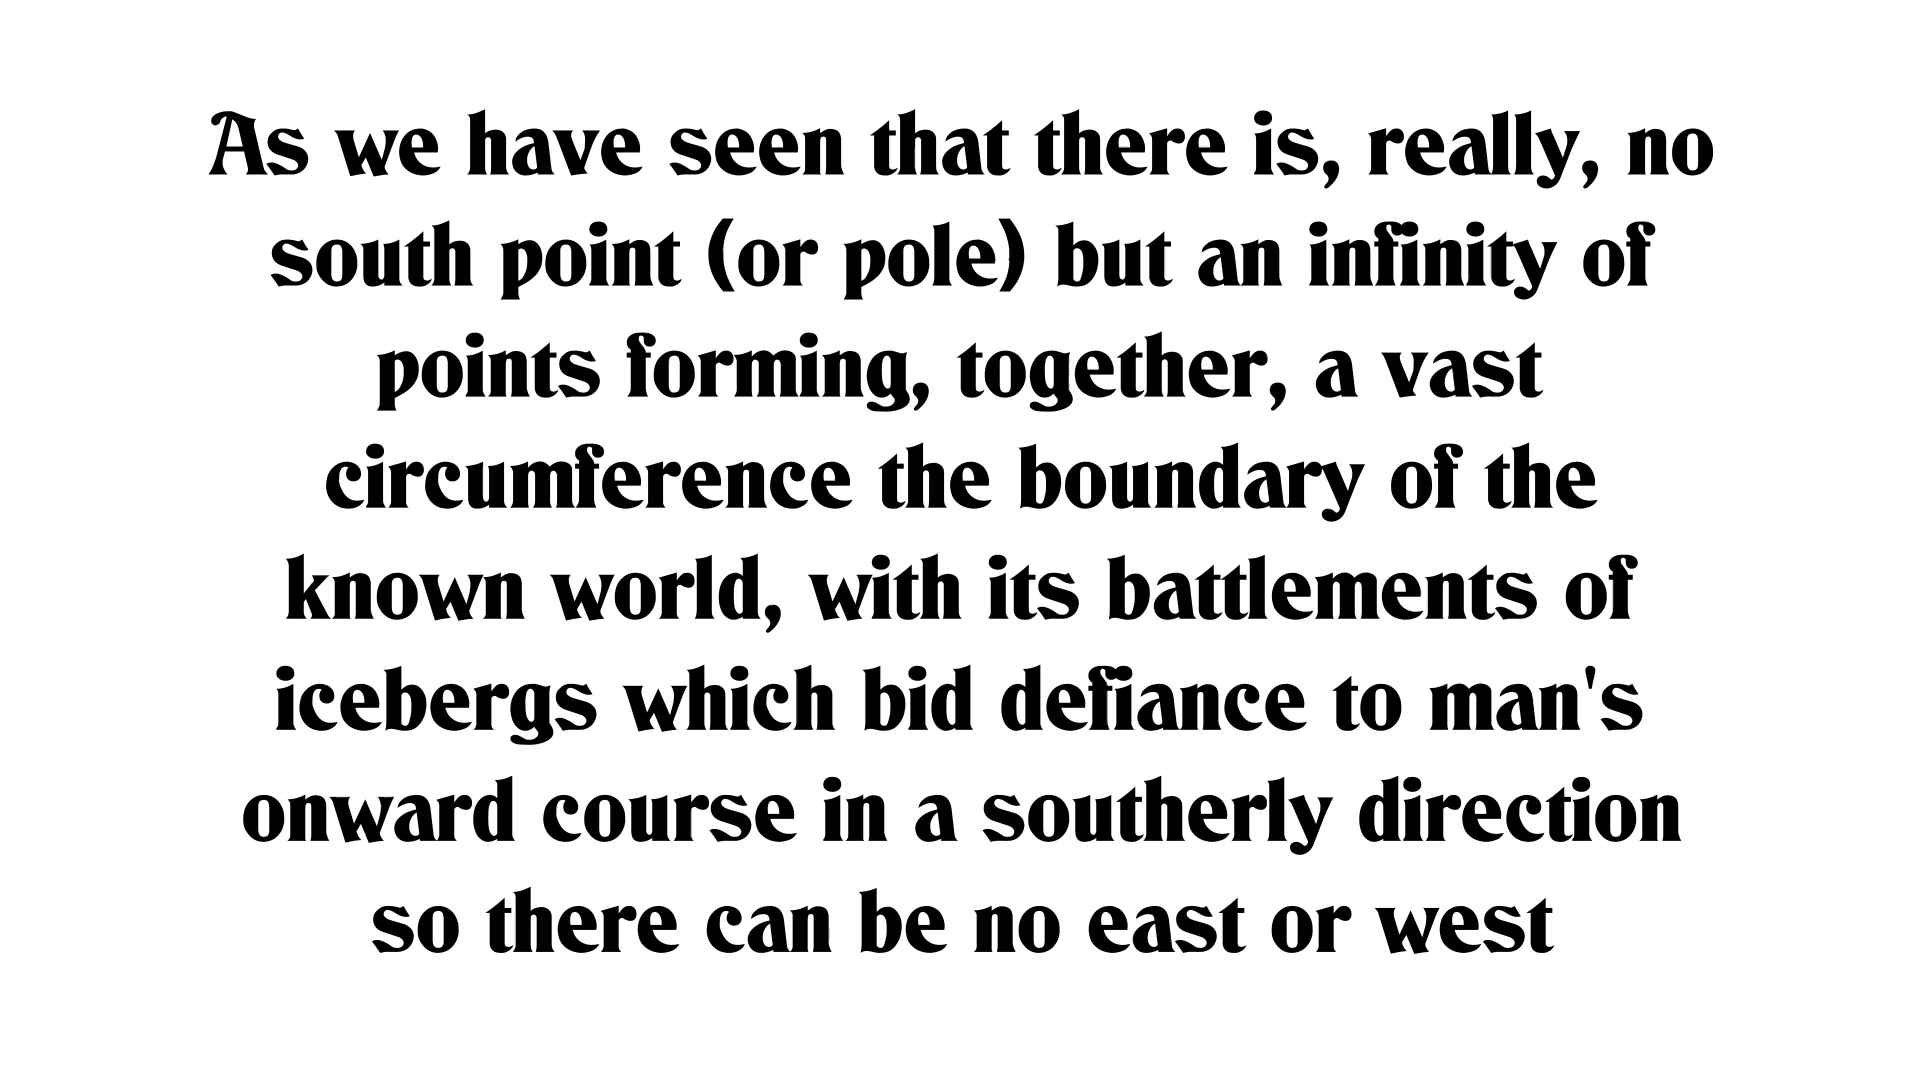 As we have seen that there is, really, no
south point (or pole) but an infinity of
points forming, together, a vast
circumference the boundary of the
known world, with its battlements of
icebergs which bid defiance to man's
onward course in a southerly direction
so there can be no east or west